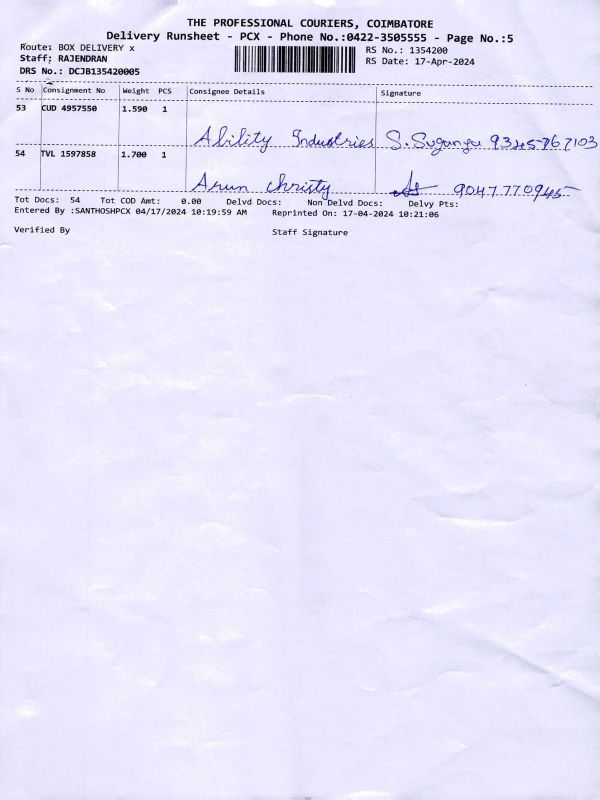 THE PROFESSIONAL COURIERS, COIMBATORE
Delivery Runsheet - PCX - Phone No.:0422-3505555 - Page No.:5
Route: BOX DELIVERY x RS No.: 1354200
Staff; RAJENDRAN RS Date: 17-Apr-2024
DRS No.: DCJB135420005
S No Consignment No Weight PCS Consignee Details Signature
53 CUD 4957550 1.590 1
Ability Industries S. Suganya 9345767103
54 TVL 1597858 1.700 1
Arun christy 9047770945
Tot Docs: 54 Tot COD Amt: 0.00 Delvd Docs: Non Delvd Docs: Delvy Pts:
Entered By :SANTHOSHPCX 04/17/2024 10:19:59 AM Reprinted On: 17-04-2024 10:21:06
Verified By Staff Signature